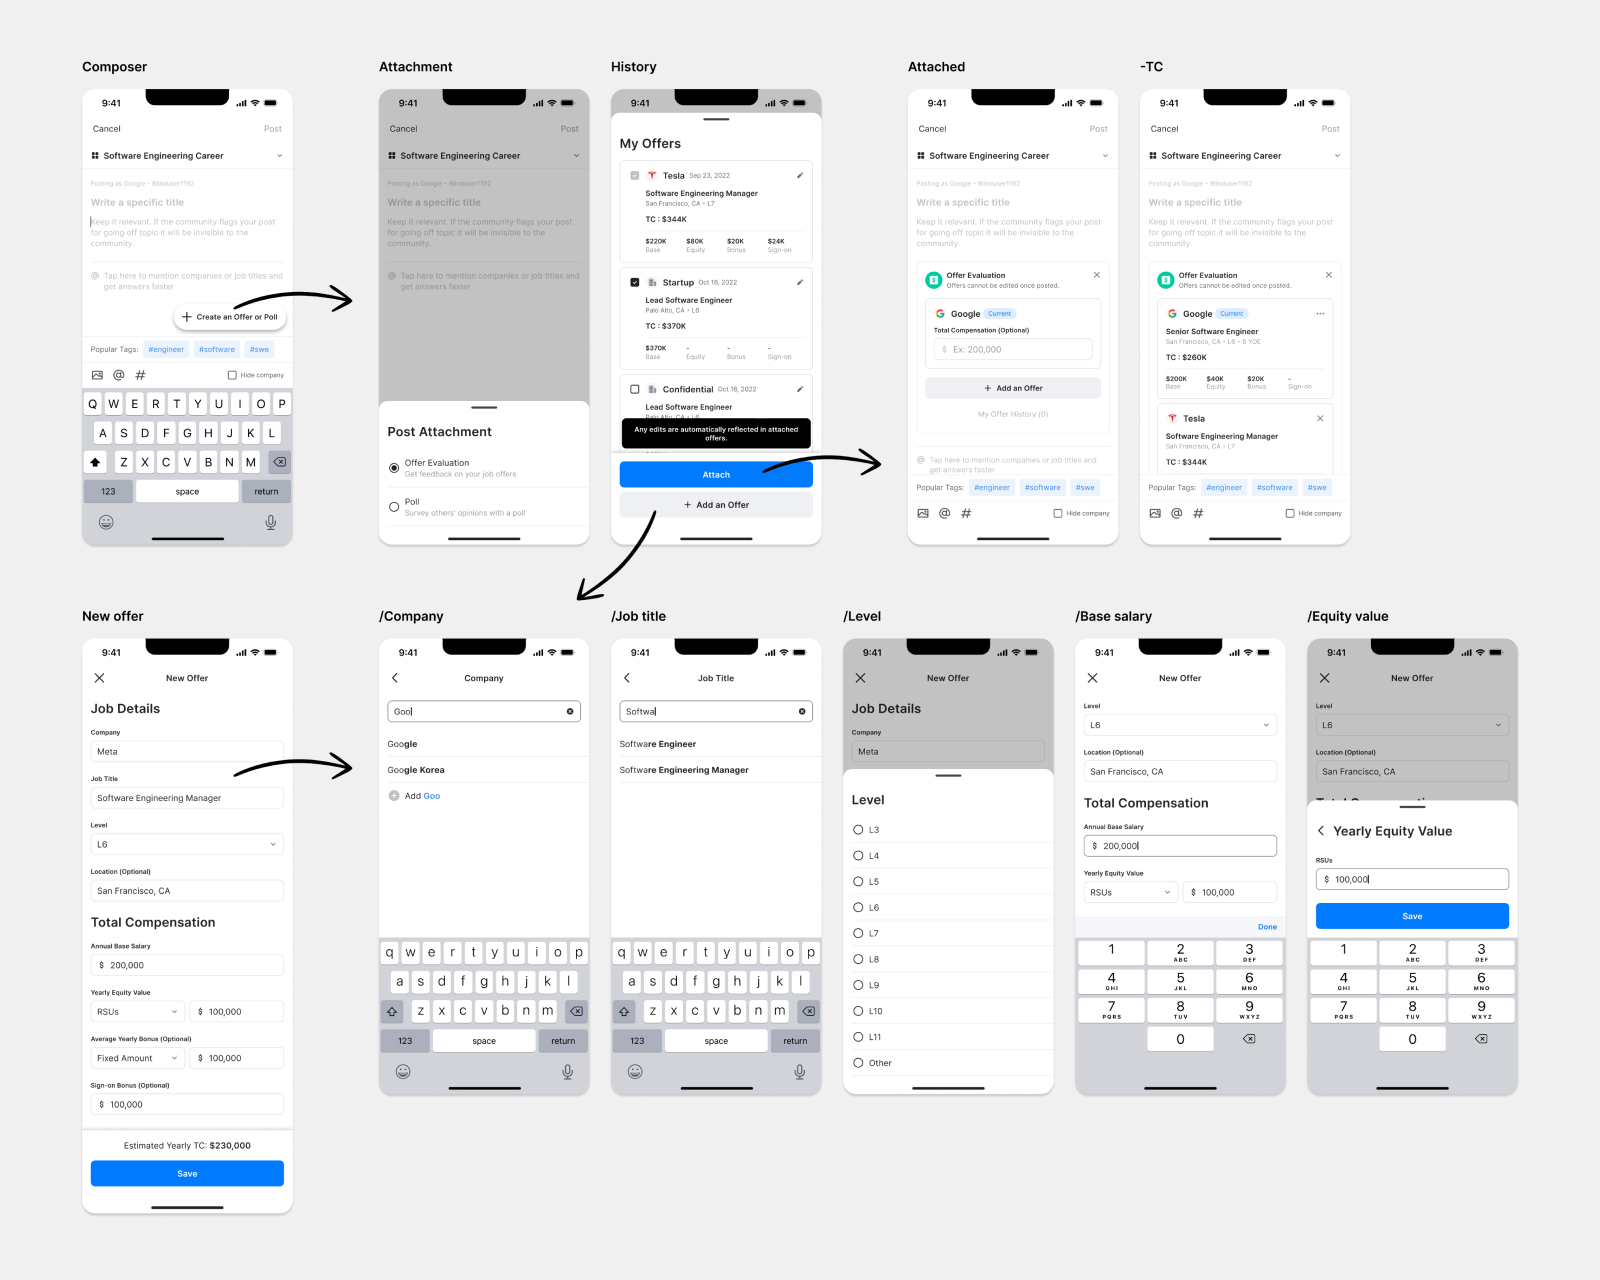 Composer
9:41
Cancel
Post
Software Engineering Career
Posting as Google • Blinduser1192
Write a specific title
Keep it relevant. If the community flags your post
for going off topic it will be invisible to the
community.
@ Tap here to mention companies or job titles and
get answers faster
+ Create an Offer or Poll
Popular Tags: #engineer #software #swe
@ #
Hide company
Q W E R T Y U I O P
A S D F G H J K L
Z X C V B N M
123 space return
Attachment
9:41
Cancel
Post
Software Engineering Career
Posting as Google • Blinduser1192
Write a specific title
Keep it relevant. If the community flags your post
for going off topic it will be invisible to the
community.
@ Tap here to mention companies or job titles and
get answers faster
Post Attachment
Offer Evaluation
Get feedback on your job offers
Poll
Survey others' opinions with a poll
History
9:41
My Offers
Tesla Sep 23, 2022
Software Engineering Manager
San Francisco, CA • L7
TC : $344K
$220K $80K $20K $24K
Base Equity Bonus Sign-on
Startup Oct 16, 2022
Lead Software Engineer
Palo Alto, CA • L6
TC : $370K
$370K - - -
Base Equity Bonus Sign-on
Confidential Oct 16, 2022
Lead Software Engineer
Palo Alto, CA • L6
Any edits are automatically reflected in attached
offers.
Attach
+ Add an Offer
Attached
9:41
Cancel
Post
Software Engineering Career
Posting as Google • Blinduser1192
Write a specific title
Keep it relevant. If the community flags your post
for going off topic it will be invisible to the
community.
Offer Evaluation
Offers cannot be edited once posted.
Google Current
Total Compensation (Optional)
$ Ex: 200,000
+ Add an Offer
My Offer History (0)
@ Tap here to mention companies or job titles and
get answers faster
Popular Tags: #engineer #software #swe
@ #
Hide company
-TC
9:41
Cancel
Post
Software Engineering Career
Posting as Google • Blinduser1192
Write a specific title
Keep it relevant. If the community flags your post
for going off topic it will be invisible to the
community.
Offer Evaluation
Offers cannot be edited once posted.
Google Current
Senior Software Engineer
San Francisco, CA • L6 • 8 YOE
TC : $260K
$200K $40K $20K -
Base Equity Bonus Sign-on
Tesla
Software Engineering Manager
San Francisco, CA • L7
TC : $344K
Popular Tags: #engineer #software #swe
@ #
Hide company
New offer
9:41
New Offer
Job Details
Company
Meta
Job Title
Software Engineering Manager
Level
L6
Location (Optional)
San Francisco, CA
Total Compensation
Annual Base Salary
$ 200,000
Yearly Equity Value
RSUs $ 100,000
Average Yearly Bonus (Optional)
Fixed Amount $ 100,000
Sign-on Bonus (Optional)
$ 100,000
Estimated Yearly TC: $230,000
Save
/Company
9:41
Company
Goo
Google
Google Korea
Add Goo
q w e r t y u i o p
a s d f g h j k l
z x c v b n m
123 space return
/Job title
9:41
Job Title
Softwa
Software Engineer
Software Engineering Manager
q w e r t y u i o p
a s d f g h j k l
z x c v b n m
123 space return
/Level
9:41
New Offer
Job Details
Company
Meta
Level
L3
L4
L5
L6
L7
L8
L9
L10
L11
Other
/Base salary
9:41
New Offer
Level
L6
Location (Optional)
San Francisco, CA
Total Compensation
Annual Base Salary
$ 200,000
Yearly Equity Value
RSUs $ 100,000
Done
1 2 3
ABC DEF
4 5 6
GHI JKL MNO
7 8 9
PQRS TUV WXYZ
0
/Equity value
9:41
New Offer
Level
L6
Location (Optional)
San Francisco, CA
Yearly Equity Value
RSUs
$ 100,000
Save
1 2 3
ABC DEF
4 5 6
GHI JKL MNO
7 8 9
PQRS TUV WXYZ
0